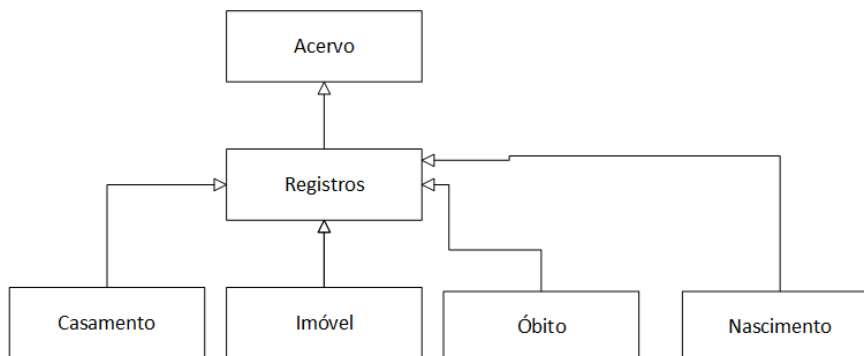 Acervo
Registros
Casamento
Imóvel
Óbito
Nascimento